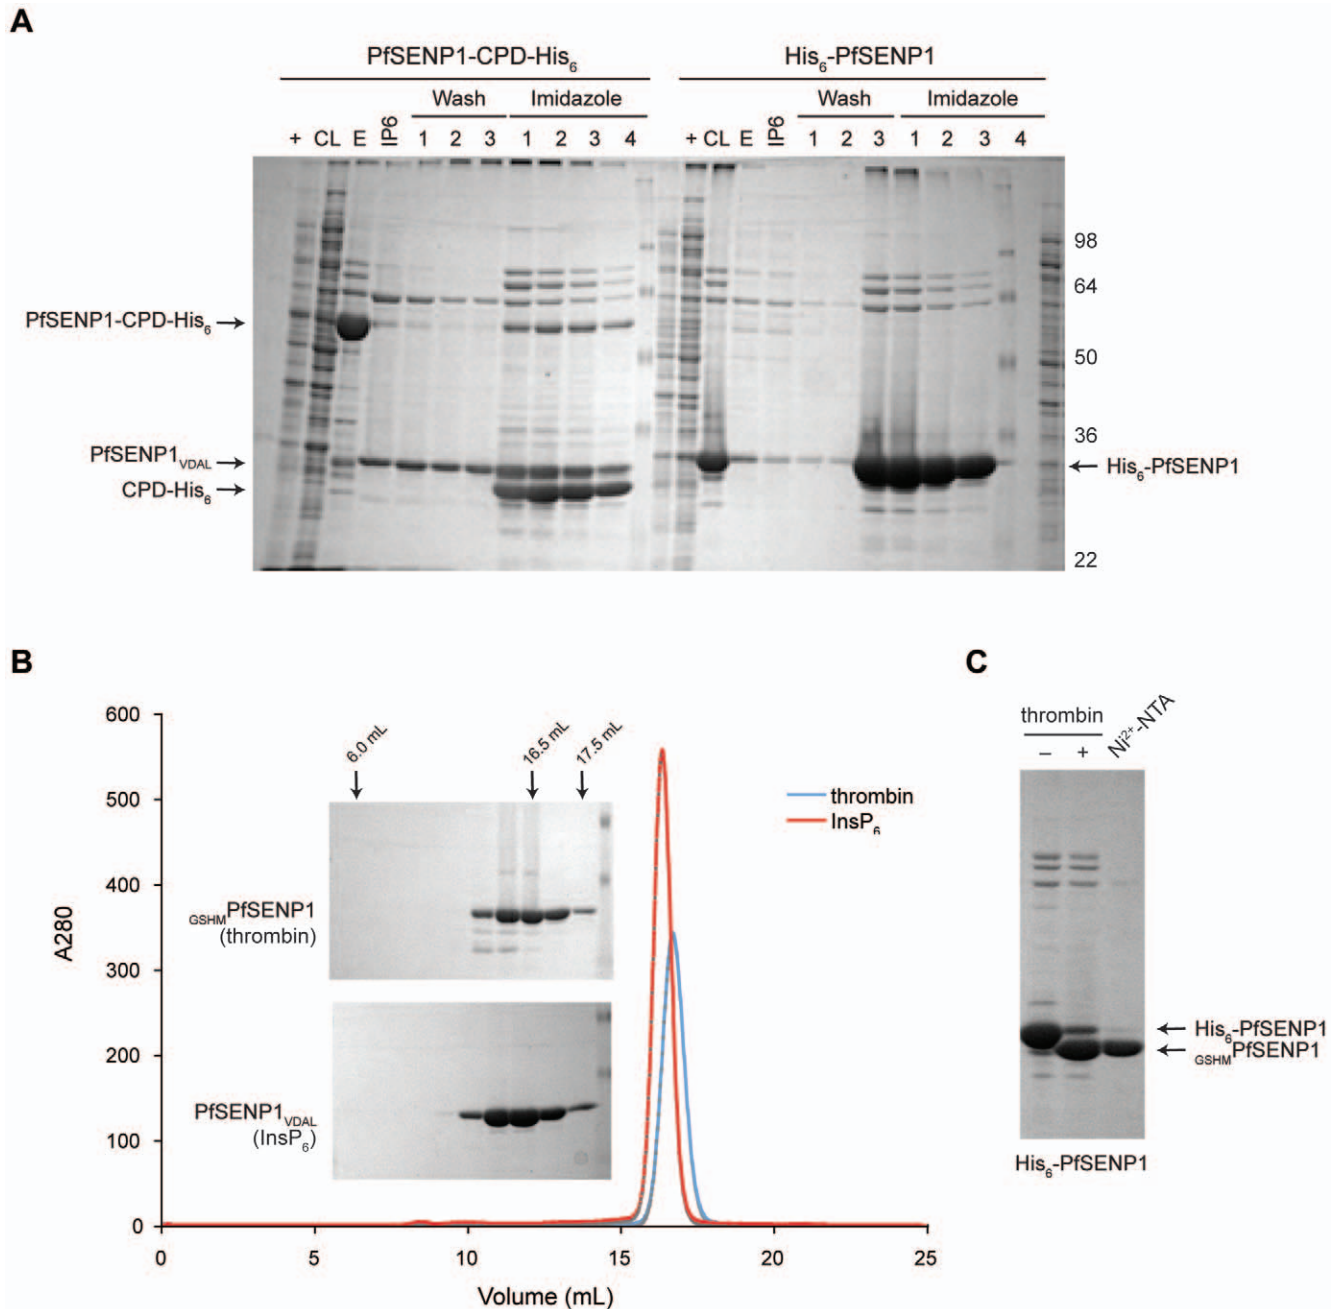 A
PfSENP1-CPD-His6 His6-PfSENP1
Wash Imidazole Wash Imidazole
+ CL E IP6 1 2 3 1 2 3 4 + CL E IP6 1 2 3 1 2 3 4
98
64
PfSENP1-CPD-His6
50
36
PfSENP1VDAL
His6-PfSENP1
CPD-His6
22
B
600
500
400
300
200
100
0
A280
0 5 10 15 20 25
Volume (mL)
6.0 mL 16.5 mL 17.5 mL
thrombin
InsP6
GSHMPfSENP1
(thrombin)
PfSENP1VDAL
(InsP6)
C
thrombin
– + Ni2+-NTA
His6-PfSENP1
GSHMPfSENP1
His6-PfSENP1